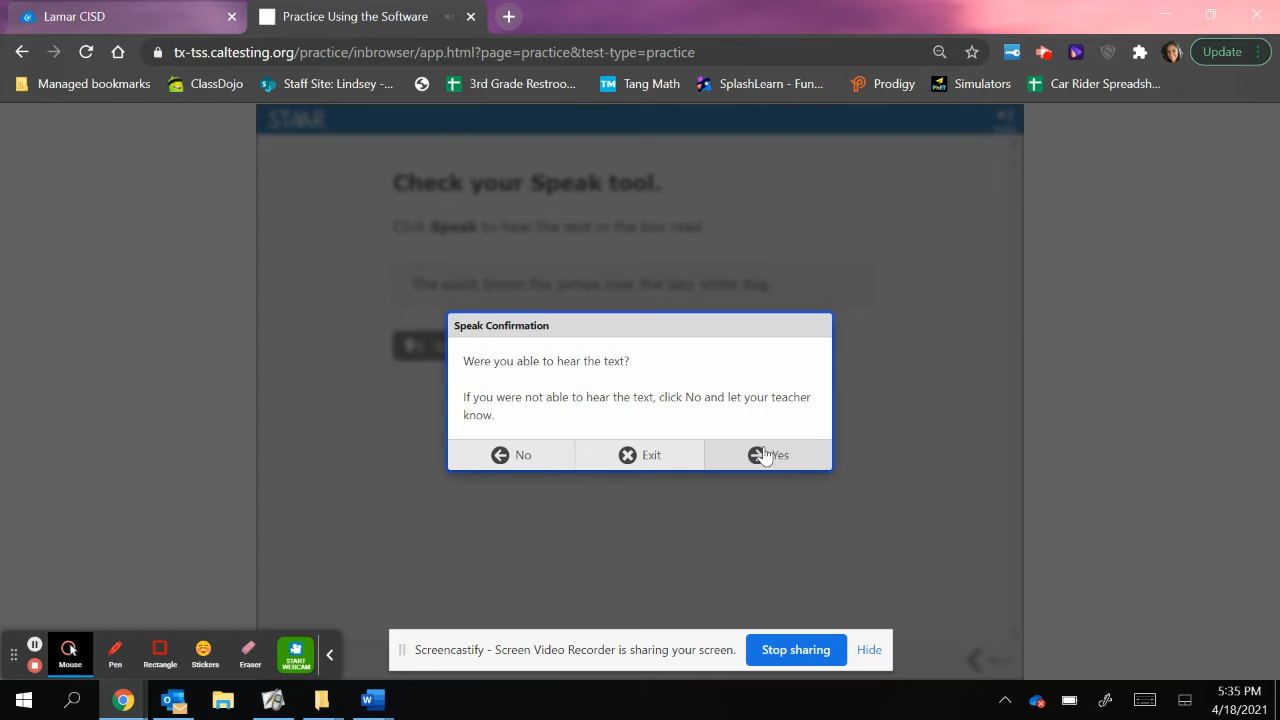 Lamar CISD
Practice Using the Software
tx-tss.caltesting.org/practice/inbrowser/app.html?page=practice&test-type=practice
Update
Managed bookmarks
ClassDojo
Staff Site: Lindsey -...
3rd Grade Restroo...
TM
Tang Math
SplashLearn - Fun...
Prodigy
PhET
Simulators
Car Rider Spreadsh...
STAAR
Check your Speak tool.
Click Speak to hear the text in the box read
The quick brown fox jumps over the lazy white dog.
Speak Confirmation
Were you able to hear the text?
If you were not able to hear the text, click No and let your teacher
know.
No
Exit
Yes
Mouse
Pen
Rectangle
Stickers
Eraser
START
WEBCAM
Screencastify - Screen Video Recorder is sharing your screen.
Stop sharing
Hide
5:35 PM
4/18/2021